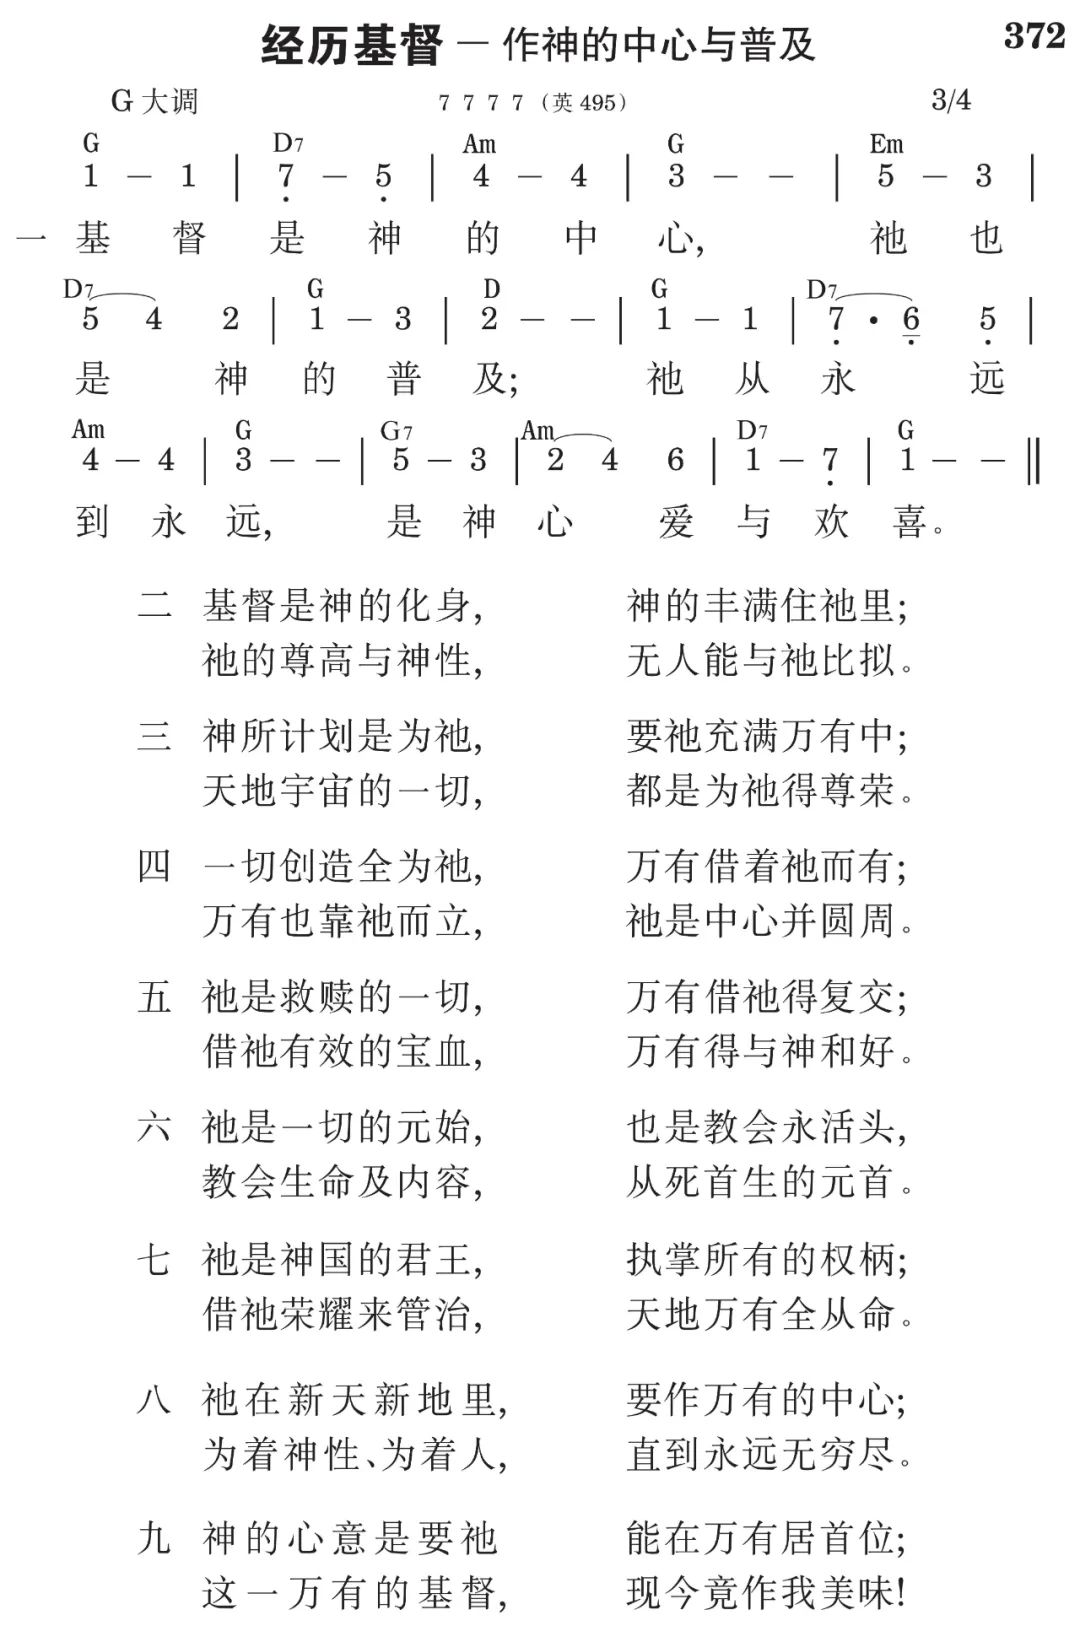 经历基督 — 作神的中心与普及 372
G 大调 7 7 7 7 (英 495) 3/4
G D7 Am G Em
1 — 1 | 7 — 5 | 4 — 4 | 3 — — | 5 — 3 |
一 基 督 是 神 的 中 心, 祂 也
D7 G D G D7
5 4 2 | 1 — 3 | 2 — — | 1 — 1 | 7 · 6 5 |
是 神 的 普 及; 祂 从 永 远
Am G G7 Am D7 G
4 — 4 | 3 — — | 5 — 3 | 2 4 6 | 1 — 7 | 1 — — ‖
到 永 远, 是 神 心 爱 与 欢 喜。
二 基督是神的化身, 神的丰满住祂里;
祂的尊高与神性, 无人能与祂比拟。
三 神所计划是为祂, 要祂充满万有中;
天地宇宙的一切, 都是为祂得尊荣。
四 一切创造全为祂, 万有借着祂而有;
万有也靠祂而立, 祂是中心并圆周。
五 祂是救赎的一切, 万有借祂得复交;
借祂有效的宝血, 万有得与神和好。
六 祂是一切的元始, 也是教会永活头,
教会生命及内容, 从死首生的元首。
七 祂是神国的君王, 执掌所有的权柄;
借祂荣耀来管治, 天地万有全从命。
八 祂在新天新地里, 要作万有的中心;
为着神性、为着人, 直到永远无穷尽。
九 神的心意是要祂 能在万有居首位;
这一万有的基督, 现今竟作我美味!